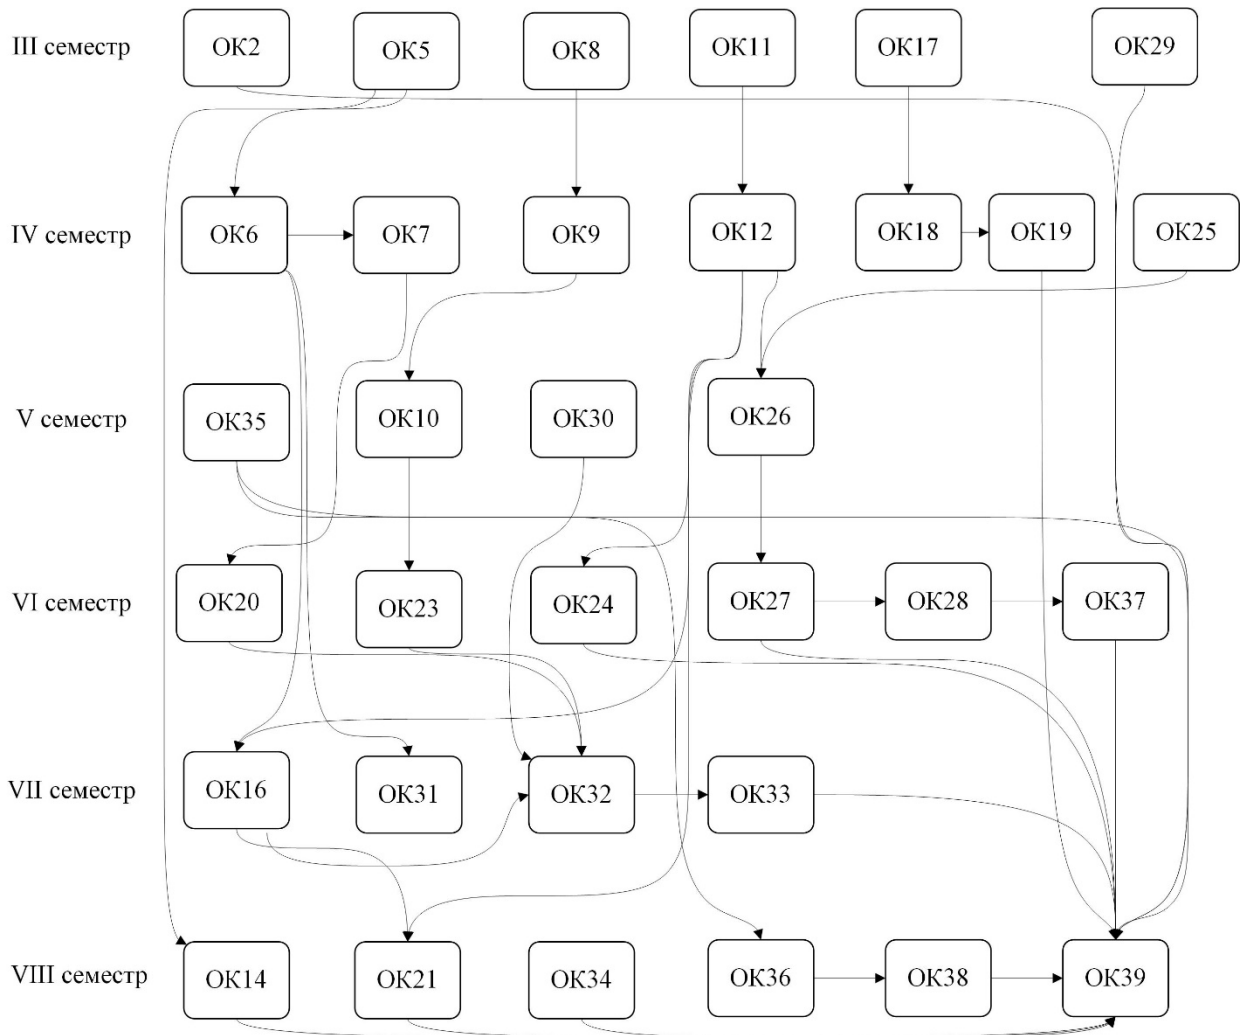 III семестр ОК2 ОК5 ОК8 ОК11 ОК17 ОК29
IV семестр ОК6 ОК7 ОК9 ОК12 ОК18 ОК19 ОК25
V семестр ОК35 ОК10 ОК30 ОК26
VI семестр ОК20 ОК23 ОК24 ОК27 ОК28 ОК37
VII семестр ОК16 ОК31 ОК32 ОК33
VIII семестр ОК14 ОК21 ОК34 ОК36 ОК38 ОК39